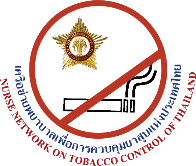 เครือข่ายพยาบาลเพื่อการควบคุมยาสูบแห่งประเทศไทย
NURSE NETWORK ON TOBACCO CONTROL OF THAILAND